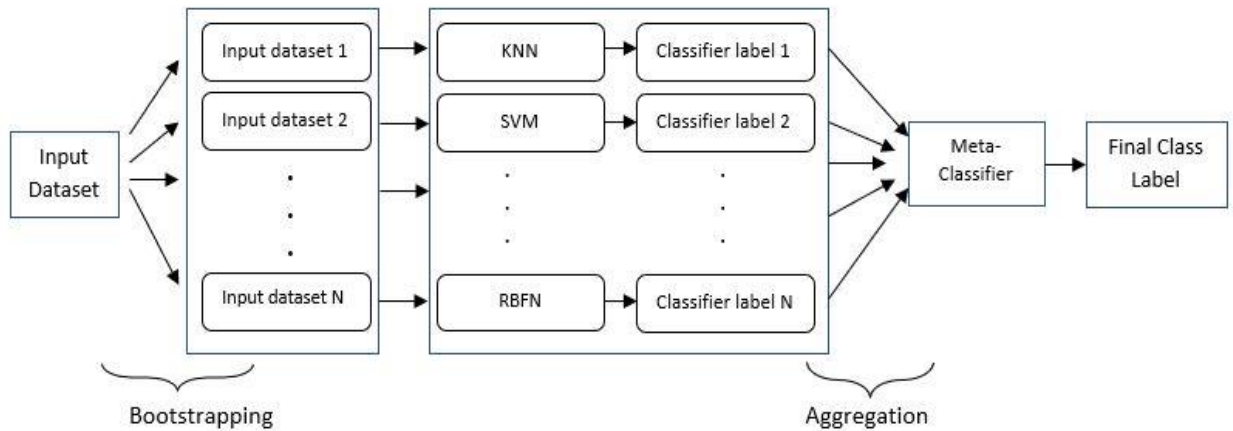 Input dataset 1
KNN
Classifier label 1
Input dataset 2
SVM
Classifier label 2
Input
Dataset
Meta-
Classifier
Final Class
Label
Input dataset N
RBFN
Classifier label N
Bootstrapping
Aggregation